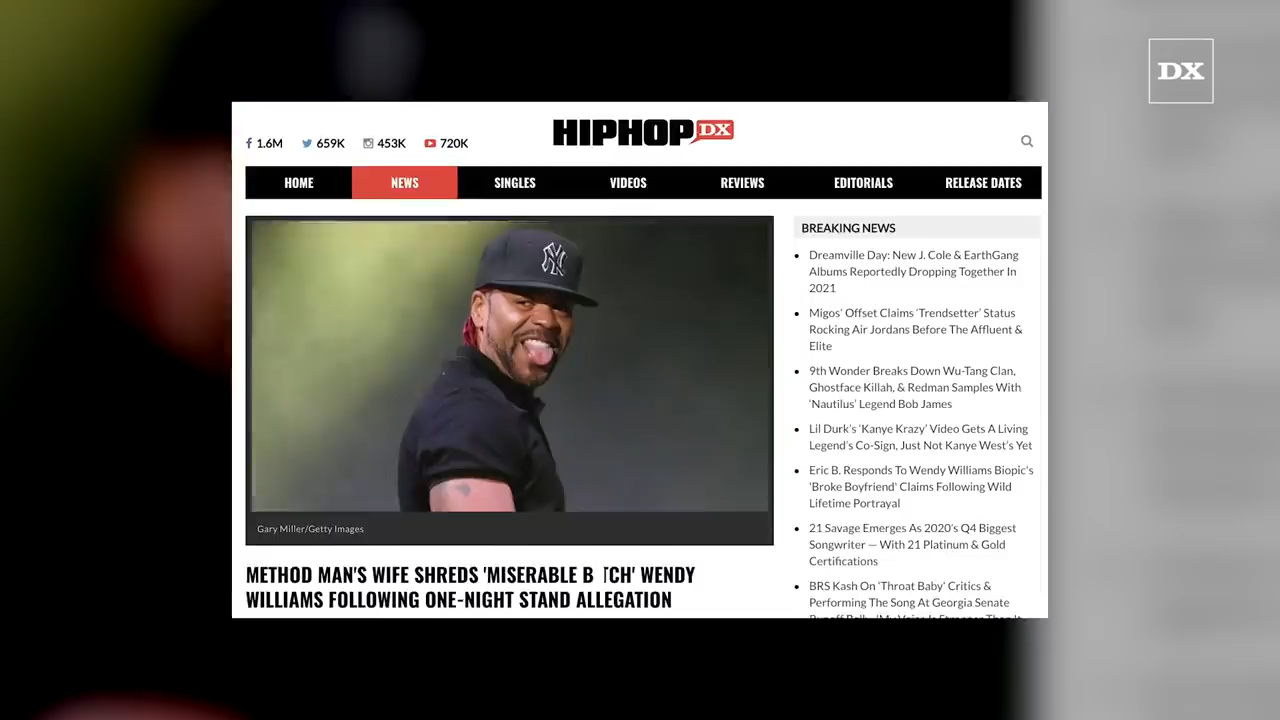 DX
1.6M 659K 453K 720K
HIPHOP DX
HOME NEWS SINGLES VIDEOS REVIEWS EDITORIALS RELEASE DATES
Gary Miller/Getty Images
METHOD MAN'S WIFE SHREDS 'MISERABLE B TCH' WENDY
WILLIAMS FOLLOWING ONE-NIGHT STAND ALLEGATION
BREAKING NEWS
Dreamville Day: New J. Cole & EarthGang
Albums Reportedly Dropping Together In
2021
Migos' Offset Claims 'Trendsetter' Status
Rocking Air Jordans Before The Affluent &
Elite
9th Wonder Breaks Down Wu-Tang Clan,
Ghostface Killah, & Redman Samples With
'Nautilus' Legend Bob James
Lil Durk's 'Kanye Krazy' Video Gets A Living
Legend's Co-Sign, Just Not Kanye West's Yet
Eric B. Responds To Wendy Williams Biopic's
'Broke Boyfriend' Claims Following Wild
Lifetime Portrayal
21 Savage Emerges As 2020's Q4 Biggest
Songwriter — With 21 Platinum & Gold
Certifications
BRS Kash On 'Throat Baby' Critics &
Performing The Song At Georgia Senate